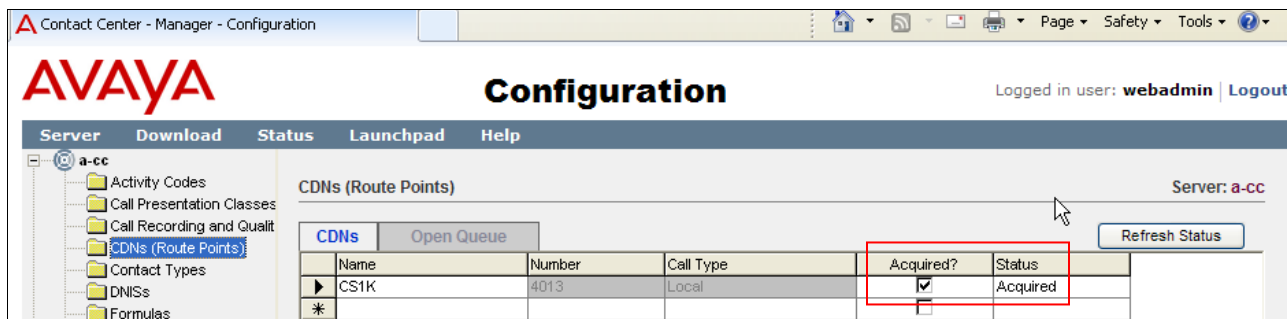 Contact Center - Manager - Configuration
Page Safety Tools
AVAYA Configuration Logged in user: webadmin | Logout
Server Download Status Launchpad Help
a-cc
Activity Codes
CDNs (Route Points) Server: a-cc
Call Presentation Classes
Call Recording and Qualit
CDNs Open Queue Refresh Status
CDNs (Route Points)
Name Number Call Type Acquired? Status
Contact Types
CS1K 4013 Local Acquired
DNISs
Formulas